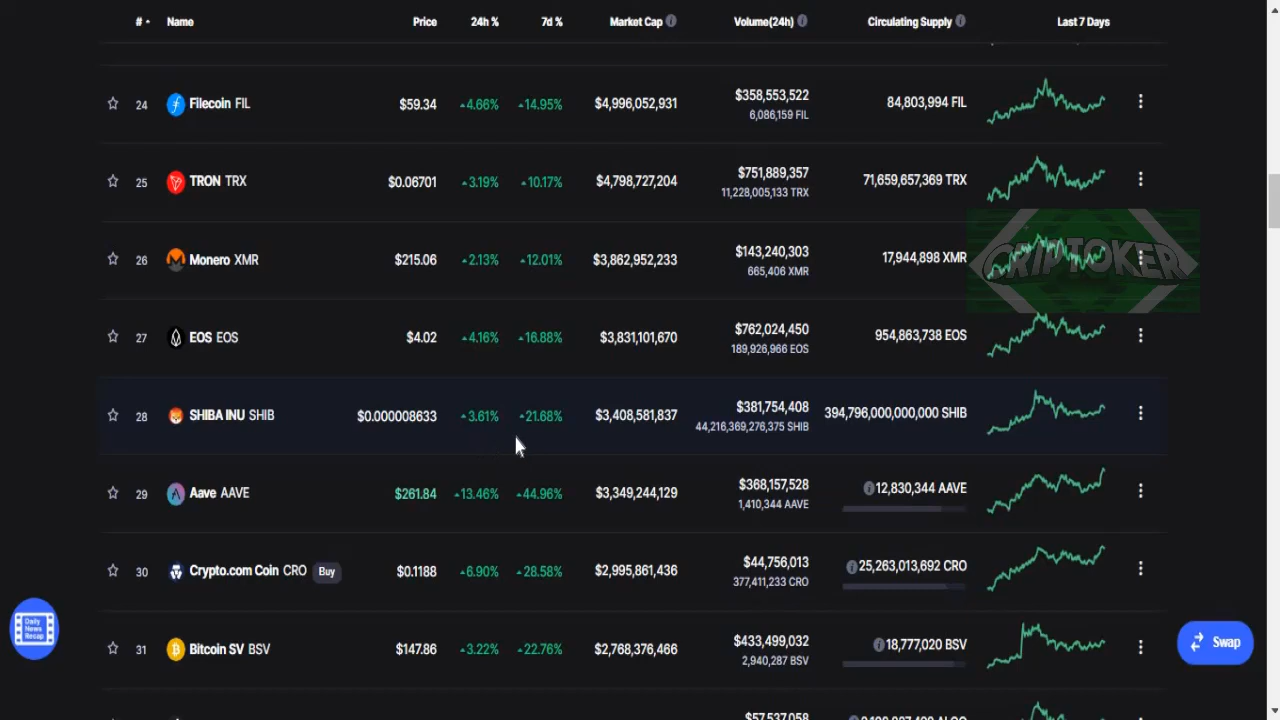 # Name Price 24h % 7d % Market Cap Volume(24h) Circulating Supply Last 7 Days
24 Filecoin FIL $59.34 4.66% 14.95% $4,996,052,931 $358,553,522 84,803,994 FIL
6,086,159 FIL
25 TRON TRX $0.06701 3.19% 10.17% $4,798,727,204 $751,889,357 71,659,657,369 TRX
11,228,005,133 TRX
26 Monero XMR $215.06 2.13% 12.01% $3,862,952,233 $143,240,303 17,944,898 XMR
665,406 XMR
CRIPTOKER
27 EOS EOS $4.02 4.16% 16.88% $3,831,101,670 $762,024,450 954,863,738 EOS
189,926,966 EOS
28 SHIBA INU SHIB $0.000008633 3.61% 21.68% $3,408,581,837 $381,754,408 394,796,000,000,000 SHIB
44,216,369,276,375 SHIB
29 Aave AAVE $261.84 13.46% 44.96% $3,349,244,129 $368,157,528 12,830,344 AAVE
1,410,344 AAVE
30 Crypto.com Coin CRO Buy $0.1188 6.90% 28.58% $2,995,861,436 $44,756,013 25,263,013,692 CRO
377,411,233 CRO
Daily
News
Recap
31 Bitcoin SV BSV $147.86 3.22% 22.76% $2,768,376,466 $433,499,032 18,777,020 BSV
2,940,287 BSV
Swap
$57,537,058